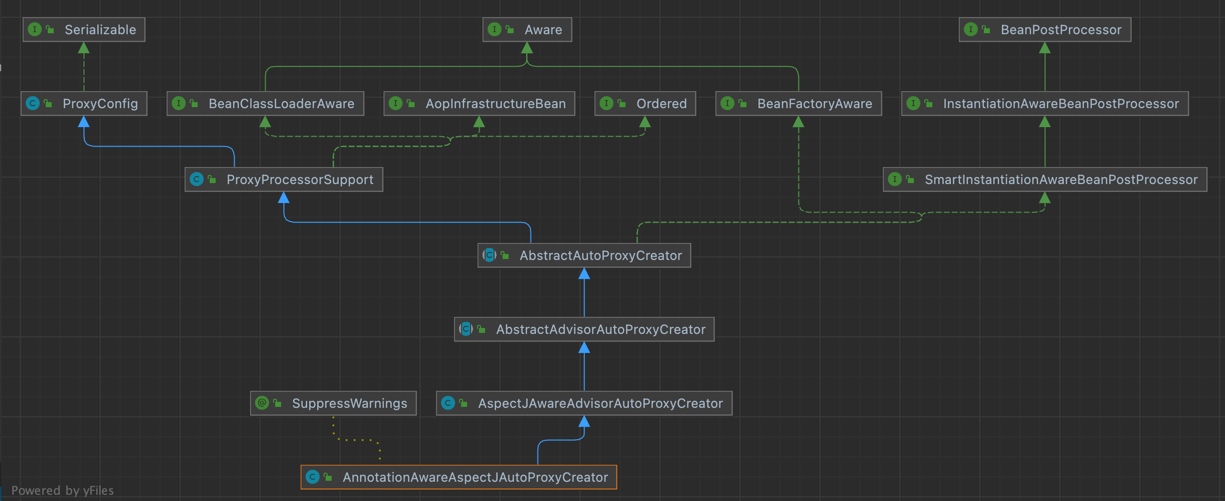 Serializable
Aware
BeanPostProcessor
ProxyConfig
BeanClassLoaderAware
AopInfrastructureBean
Ordered
BeanFactoryAware
InstantiationAwareBeanPostProcessor
ProxyProcessorSupport
SmartInstantiationAwareBeanPostProcessor
AbstractAutoProxyCreator
AbstractAdvisorAutoProxyCreator
SuppressWarnings
AspectJAwareAdvisorAutoProxyCreator
AnnotationAwareAspectJAutoProxyCreator
Powered by yFiles